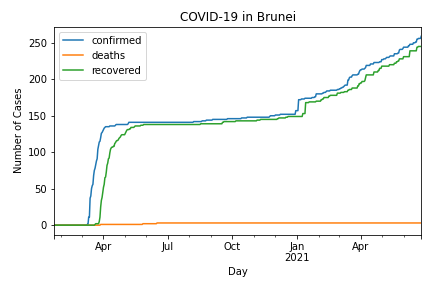 COVID-19 in Brunei
confirmed
deaths
recovered
Number of Cases
250
200
150
100
50
0
Apr
Jul
Oct
Jan
2021
Apr
Day